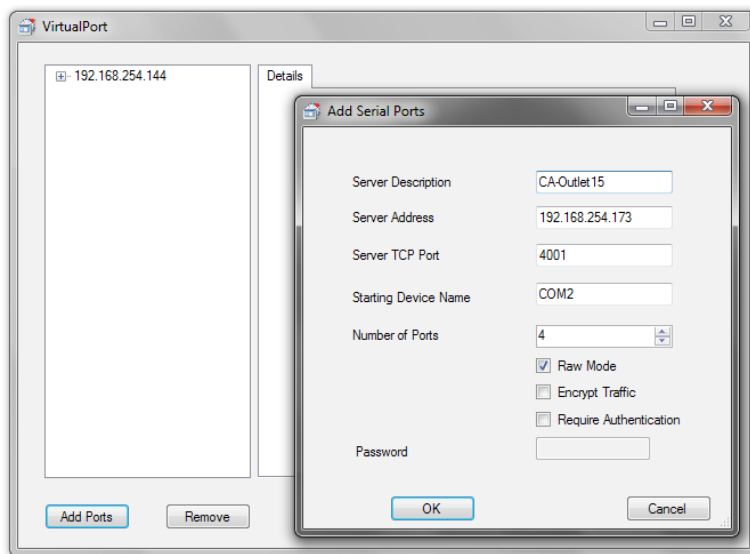 VirtualPort
192.168.254.144
Details
Add Serial Ports
Server Description CA-Outlet15
Server Address 192.168.254.173
Server TCP Port 4001
Starting Device Name COM2
Number of Ports 4
Raw Mode
Encrypt Traffic
Require Authentication
Password
OK Cancel
Add Ports Remove